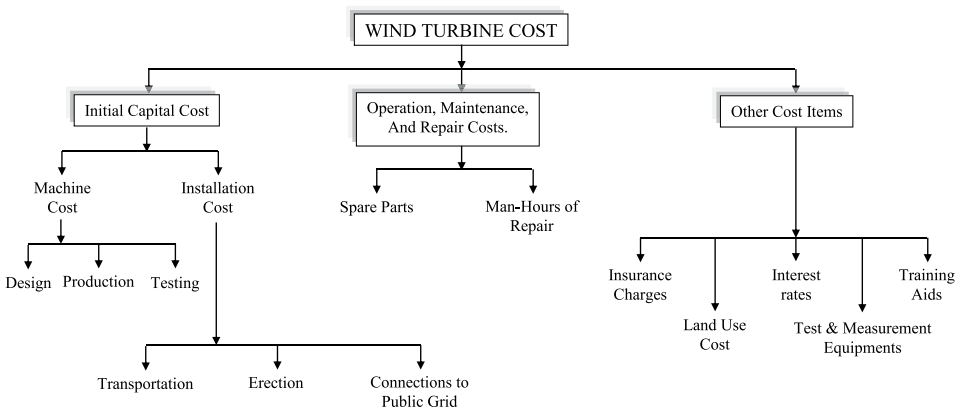 WIND TURBINE COST
Initial Capital Cost
Operation, Maintenance,
And Repair Costs.
Other Cost Items
Machine
Cost
Installation
Cost
Spare Parts
Man-Hours of
Repair
Design
Production
Testing
Insurance
Charges
Land Use
Cost
Interest
rates
Test & Measurement
Equipments
Training
Aids
Transportation
Erection
Connections to
Public Grid